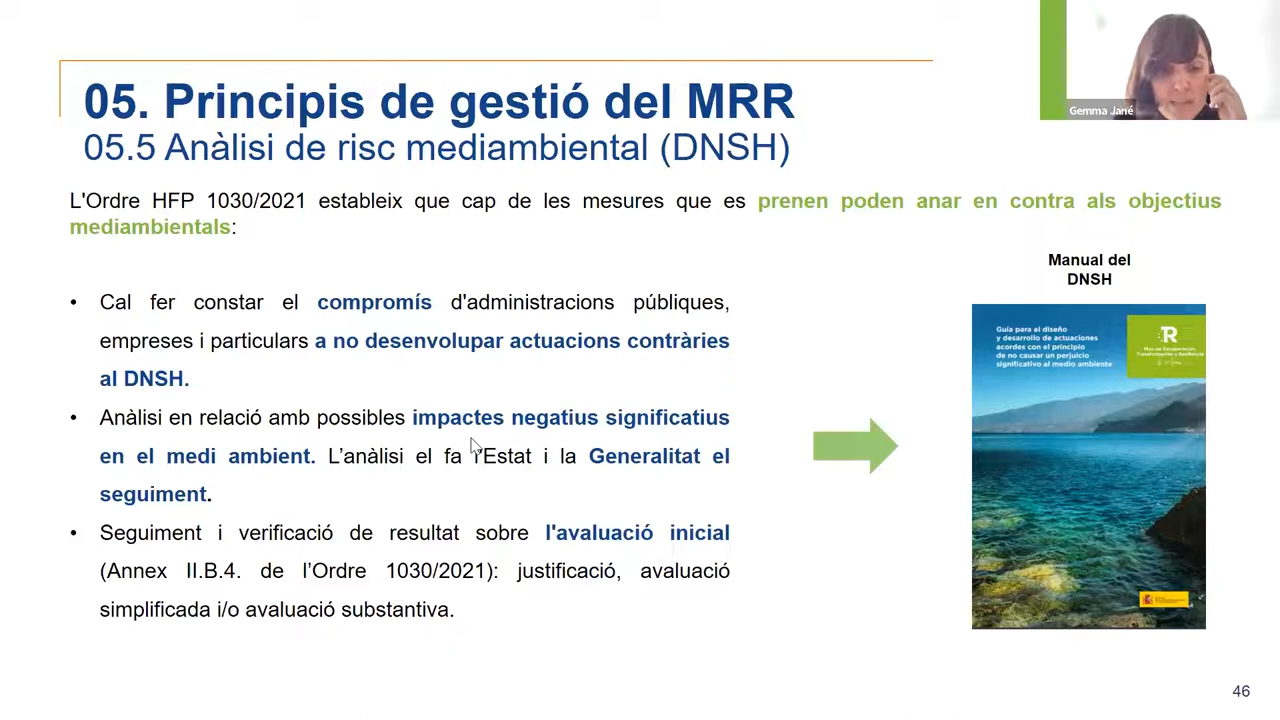 05. Principis de gestió del MRR
05.5 Anàlisi de risc mediambiental (DNSH)
Gemma Jané
L'Ordre HFP 1030/2021 estableix que cap de les mesures que es prenen poden anar en contra als objectius
mediambientals:
• Cal fer constar el compromís d'administracions públiques,
empreses i particulars a no desenvolupar actuacions contràries
al DNSH.
• Anàlisi en relació amb possibles impactes negatius significatius
en el medi ambient. L’anàlisi el fa l'Estat i la Generalitat el
seguiment.
• Seguiment i verificació de resultat sobre l'avaluació inicial
(Annex II.B.4. de l’Ordre 1030/2021): justificació, avaluació
simplificada i/o avaluació substantiva.
Manual del
DNSH
Guía para el diseño
y desarrollo de actuaciones
acordes con el principio
de no causar un perjuicio
significativo al medio ambiente
R
Plan de Recuperación,
Transformación y Resiliencia
46